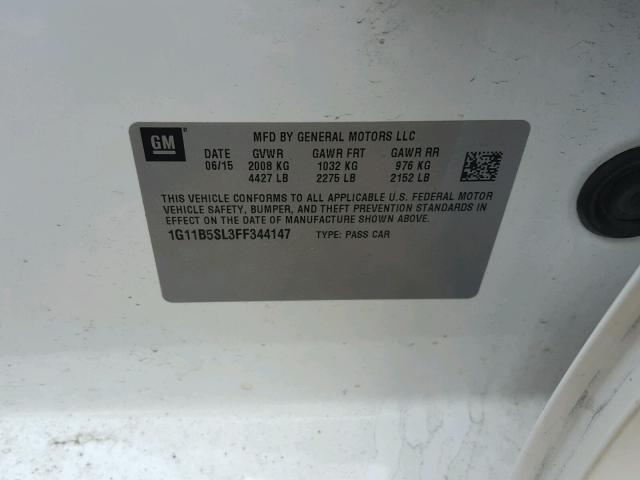 GM
MFD BY GENERAL MOTORS LLC
DATE GVWR GAWR FRT GAWR RR
06/15 2008 KG 1032 KG 976 KG
4427 LB 2275 LB 2152 LB
THIS VEHICLE CONFORMS TO ALL APPLICABLE U.S. FEDERAL MOTOR
VEHICLE SAFETY, BUMPER, AND THEFT PREVENTION STANDARDS
IN EFFECT ON THE DATE OF MANUFACTURE SHOWN ABOVE.
1G11B5SL3FF344147 TYPE: PASS CAR